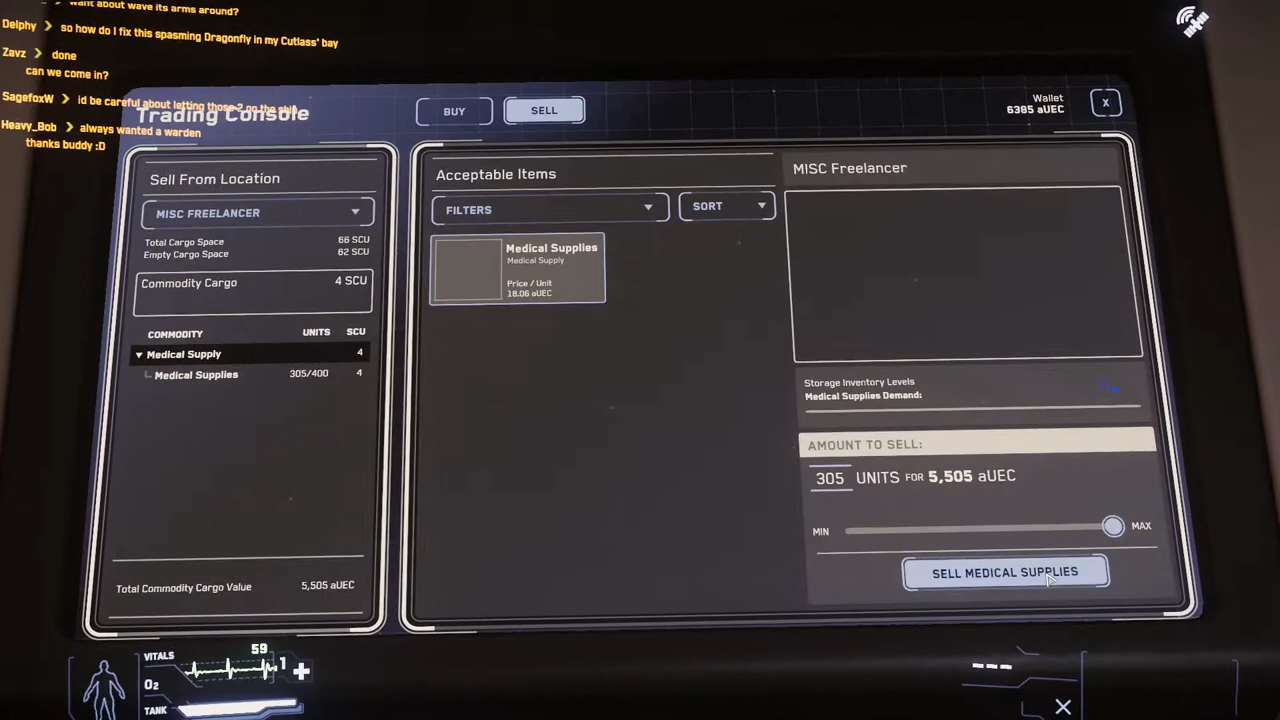 want about wave its arms around?
Delphy > so how do I fix this spasming Dragonfly in my Cutlass' bay
Zavz > done
can we come in?
SagefoxW > id be careful about letting those 2 on the ship
Heavy_Bob > always wanted a warden
thanks buddy :D
Trading Console
BUY
SELL
Wallet
6385 aUEC
X
Sell From Location
MISC FREELANCER
Total Cargo Space 66 SCU
Empty Cargo Space 62 SCU
Commodity Cargo 4 SCU
COMMODITY UNITS SCU
Medical Supply 4
Medical Supplies 305/400 4
Total Commodity Cargo Value 5,505 aUEC
Acceptable Items
FILTERS
SORT
Medical Supplies
Medical Supply
Price / Unit
18.06 aUEC
MISC Freelancer
Storage Inventory Levels
Medical Supplies Demand:
AMOUNT TO SELL:
305 UNITS FOR 5,505 aUEC
MIN
MAX
SELL MEDICAL SUPPLIES
VITALS
59
1
O2
TANK
---